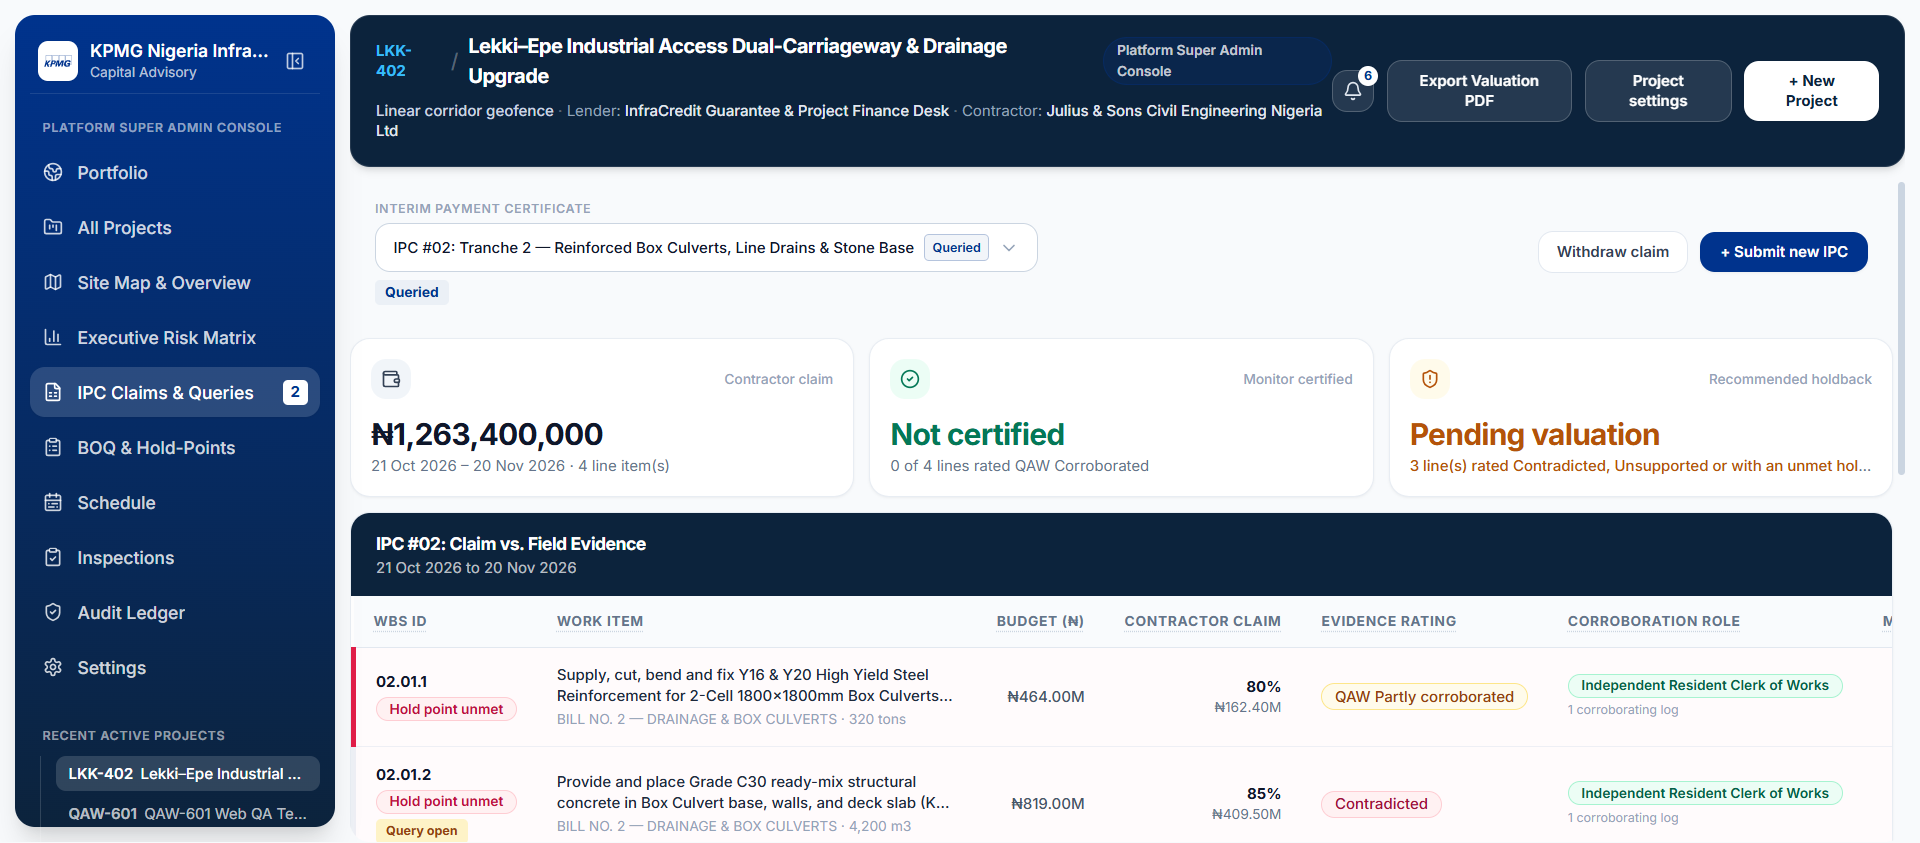 KPMG
KPMG Nigeria Infra...
Capital Advisory
PLATFORM SUPER ADMIN CONSOLE
Portfolio
All Projects
Site Map & Overview
Executive Risk Matrix
IPC Claims & Queries 2
BOQ & Hold-Points
Schedule
Inspections
Audit Ledger
Settings
RECENT ACTIVE PROJECTS
LKK-402 Lekki–Epe Industrial ...
QAW-601 QAW-601 Web QA Te...
LKK-
402
/
Lekki–Epe Industrial Access Dual-Carriageway & Drainage
Upgrade
Platform Super Admin
Console
Linear corridor geofence · Lender: InfraCredit Guarantee & Project Finance Desk · Contractor: Julius & Sons Civil Engineering Nigeria
Ltd
6
Export Valuation
PDF
Project
settings
+ New
Project
INTERIM PAYMENT CERTIFICATE
IPC #02: Tranche 2 — Reinforced Box Culverts, Line Drains & Stone Base Queried
Queried
Withdraw claim
+ Submit new IPC
Contractor claim
₦1,263,400,000
21 Oct 2026 – 20 Nov 2026 · 4 line item(s)
Monitor certified
Not certified
0 of 4 lines rated QAW Corroborated
Recommended holdback
Pending valuation
3 line(s) rated Contradicted, Unsupported or with an unmet hol...
IPC #02: Claim vs. Field Evidence
21 Oct 2026 to 20 Nov 2026
WBS ID WORK ITEM BUDGET (₦) CONTRACTOR CLAIM EVIDENCE RATING CORROBORATION ROLE M
02.01.1
Hold point unmet
Supply, cut, bend and fix Y16 & Y20 High Yield Steel
Reinforcement for 2-Cell 1800×1800mm Box Culverts...
BILL NO. 2 — DRAINAGE & BOX CULVERTS · 320 tons
₦464.00M
80%
₦162.40M
QAW Partly corroborated
Independent Resident Clerk of Works
1 corroborating log
02.01.2
Hold point unmet
Query open
Provide and place Grade C30 ready-mix structural
concrete in Box Culvert base, walls, and deck slab (K...
BILL NO. 2 — DRAINAGE & BOX CULVERTS · 4,200 m3
₦819.00M
85%
₦409.50M
Contradicted
Independent Resident Clerk of Works
1 corroborating log